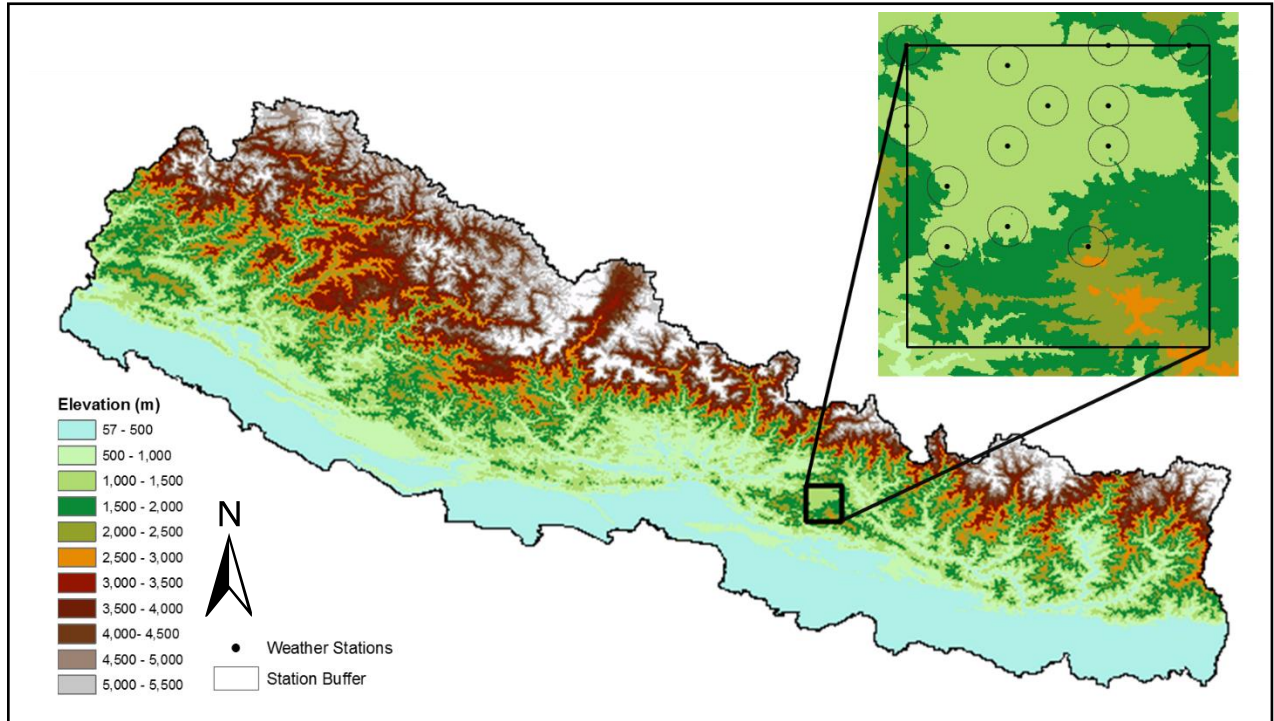 Elevation (m)
57 - 500
500 - 1,000
1,000 - 1,500
1,500 - 2,000
2,000 - 2,500
2,500 - 3,000
3,000 - 3,500
3,500 - 4,000
4,000- 4,500
4,500 - 5,000
5,000 - 5,500
N
Weather Stations
Station Buffer